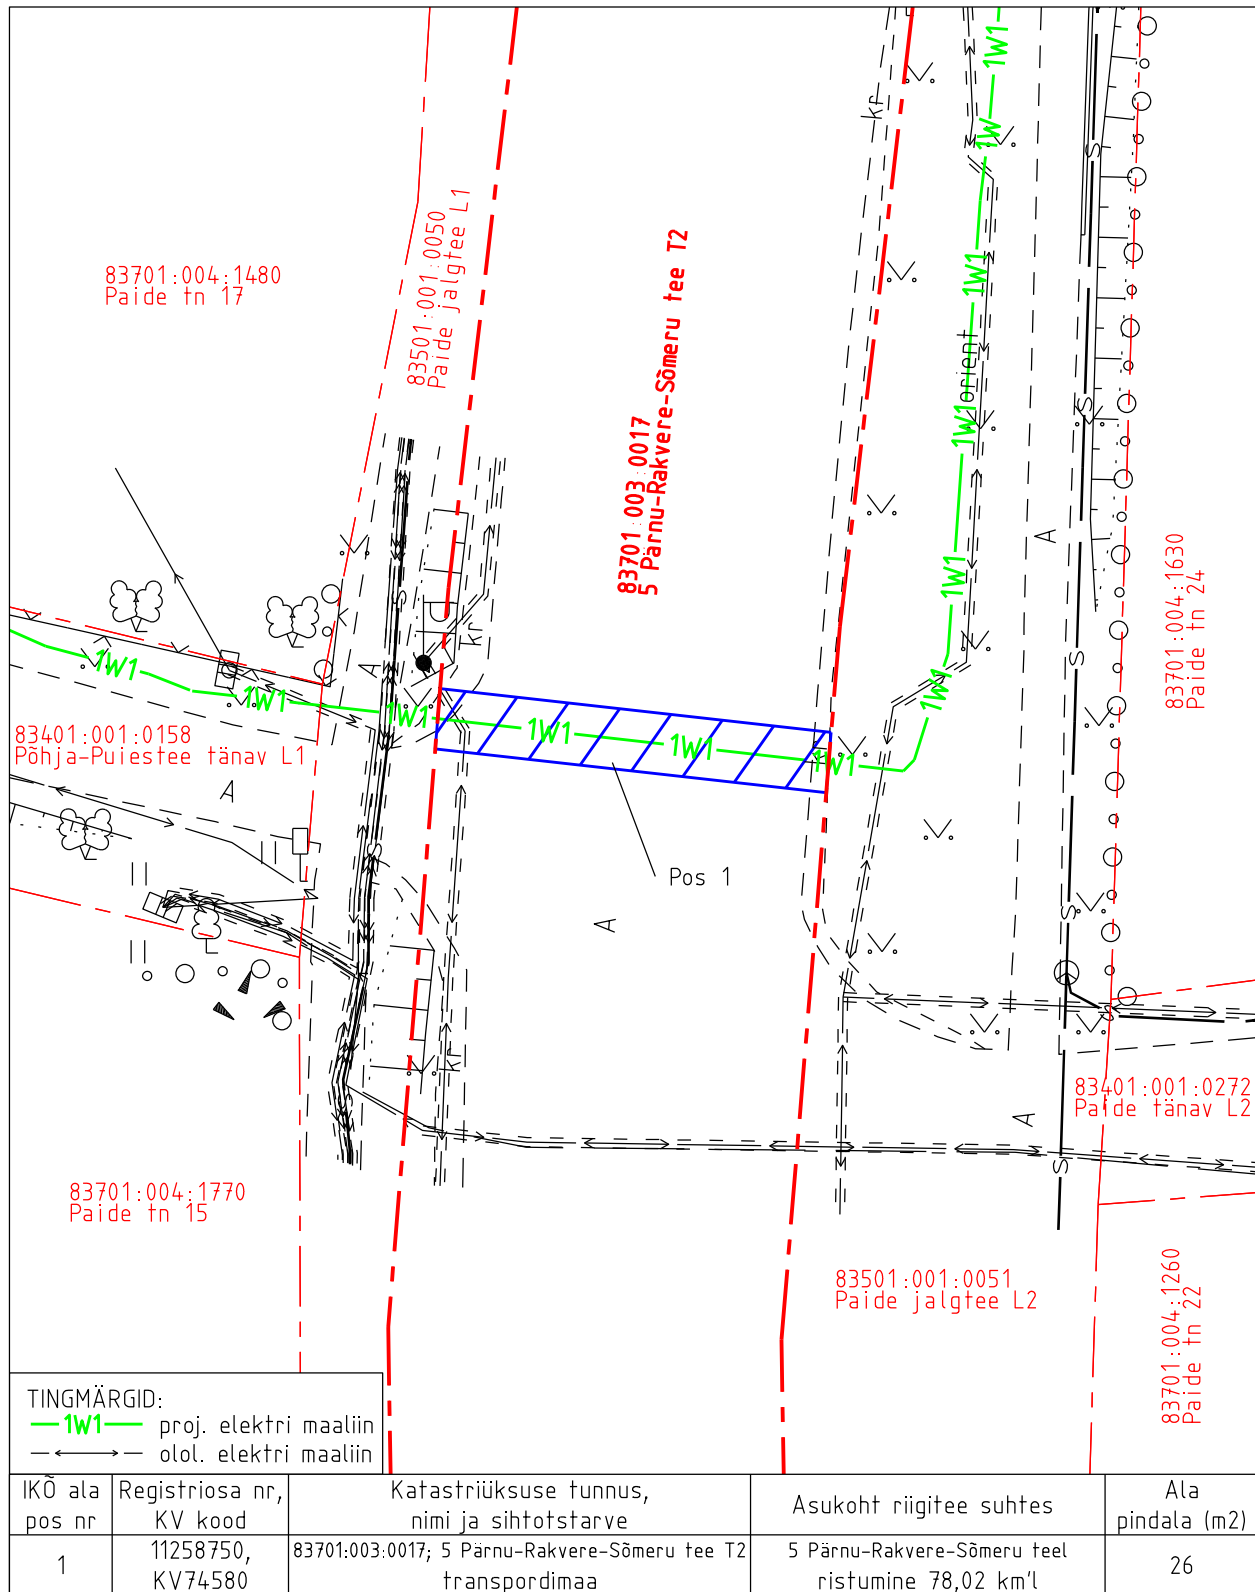 83701:004:1480
Paide tn 17
83501:001:0050
Paide jalgtee L1
83701:003:0017
5 Pärnu-Rakvere-Sõmeru tee T2
kr
1W1
1W
1W1
orient
1W1
1W1
1W1
S
S
S
S
S
A
83701:004:1630
Paide tn 24
kr
A
1W1
1W1
1W1
1W1
1W1
1W1
83401:001:0158
Põhja-Puiestee tänav L1
A
Pos 1
A
kr
83401:001:0272
Paide tänav L2
A
83701:004:1770
Paide tn 15
83501:001:0051
Paide jalgtee L2
83701:004:1260
Paide tn 22
TINGMÄRGID:
1W1 proj. elektri maaliin
olol. elektri maaliin
IKÕ ala pos nr
Registriosa nr, KV kood
Katastriüksuse tunnus, nimi ja sihtotstarve
Asukoht riigitee suhtes
Ala pindala (m2)
1
11258750, KV74580
83701:003:0017; 5 Pärnu-Rakvere-Sõmeru tee T2 transpordimaa
5 Pärnu-Rakvere-Sõmeru teel ristumine 78,02 km'l
26